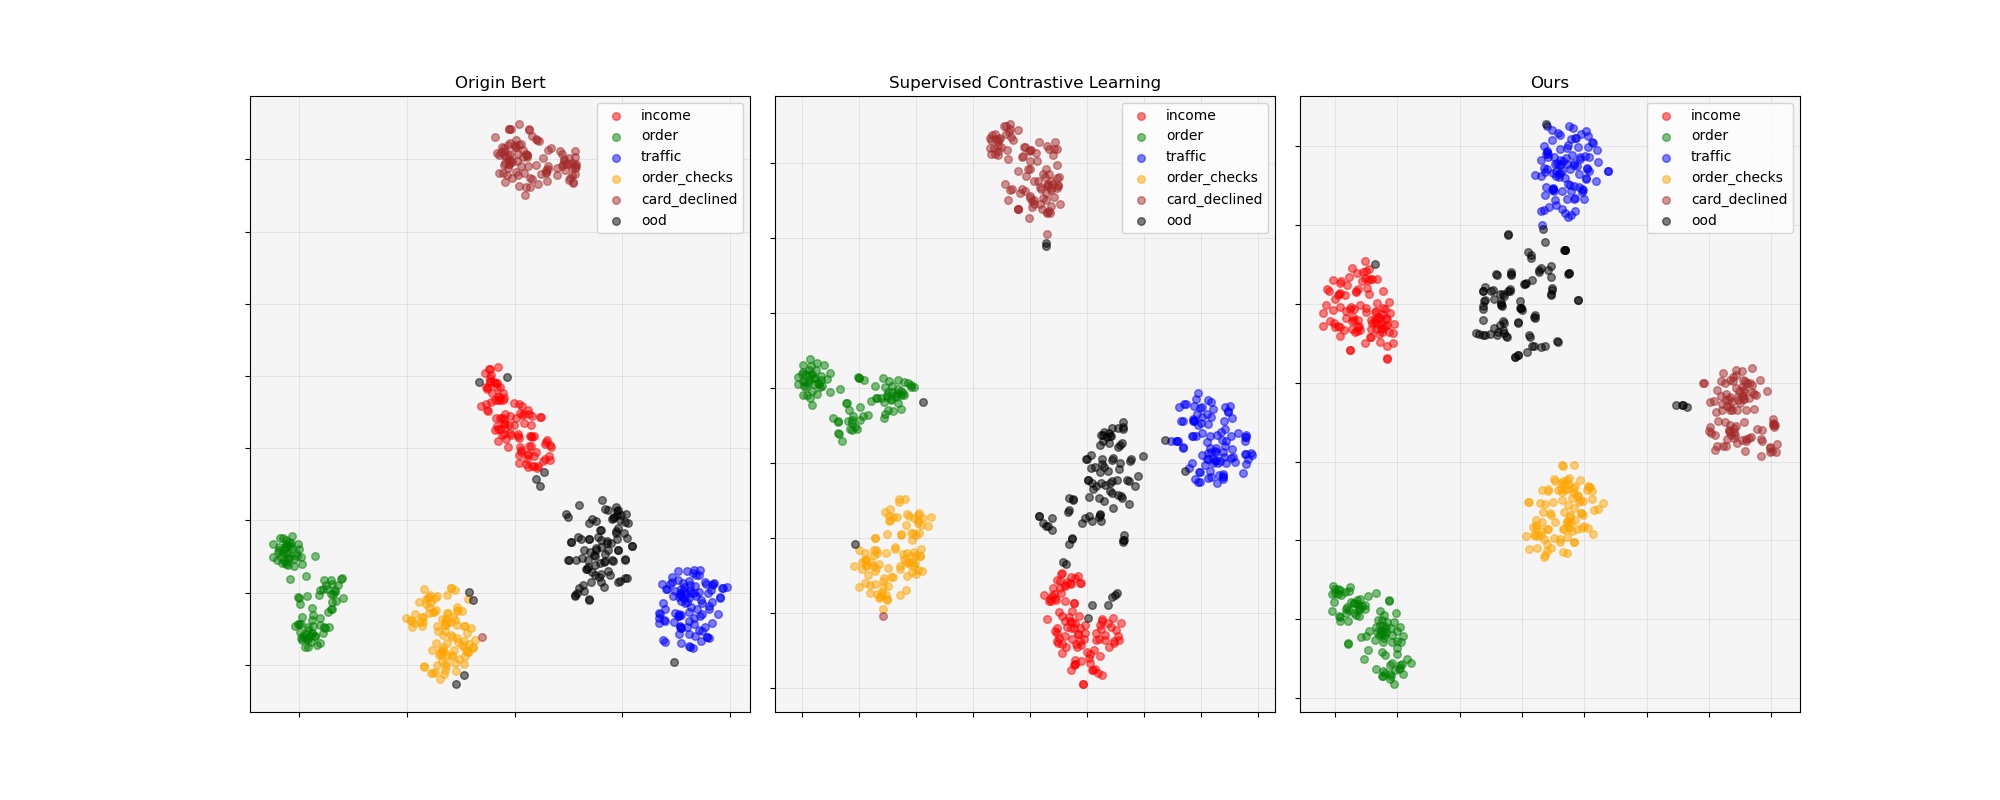 Origin Bert
income
order
traffic
order_checks
card_declined
ood
Supervised Contrastive Learning
income
order
traffic
order_checks
card_declined
ood
Ours
income
order
traffic
order_checks
card_declined
ood